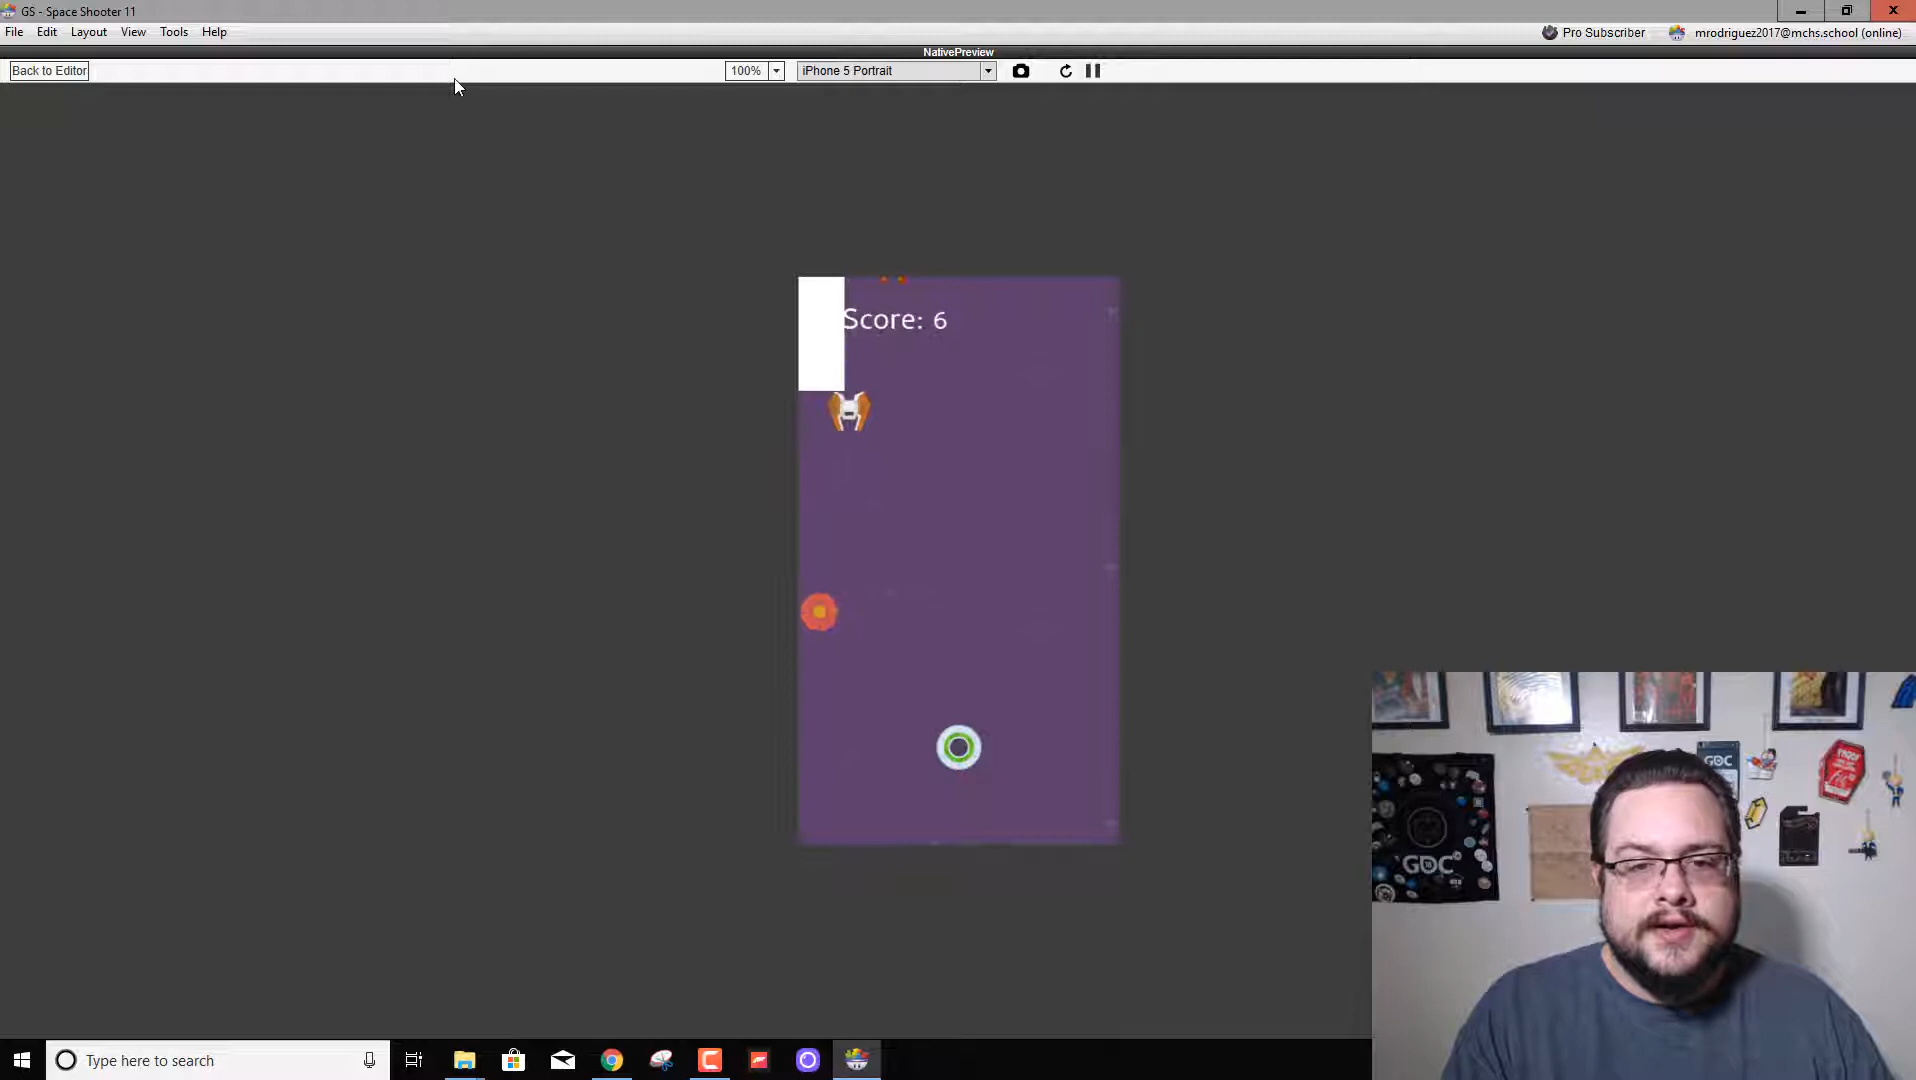 GS - Space Shooter 11
File Edit Layout View Tools Help
Pro Subscriber mrodriguez2017@mchs.school (online)
NativePreview
Back to Editor
100% iPhone 5 Portrait
Score: 6
GDC
GDC
Type here to search